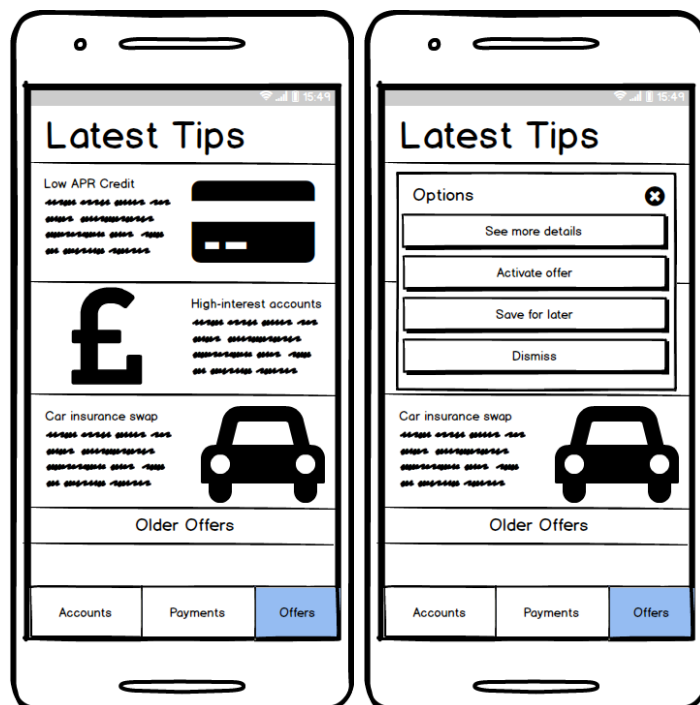 15:49
Latest Tips
Low APR Credit
£
High-interest accounts
Car insurance swap
Older Offers
Accounts Payments Offers
15:49
Latest Tips
Options
See more details
Activate offer
Save for later
Dismiss
Car insurance swap
Older Offers
Accounts Payments Offers